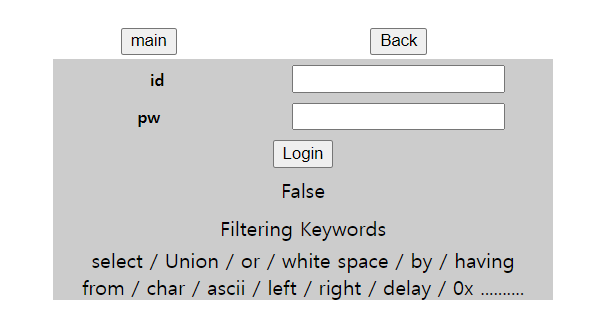 main Back
id
pw
Login
False
Filtering Keywords
select / Union / or / white space / by / having
from / char / ascii / left / right / delay / 0x ..........